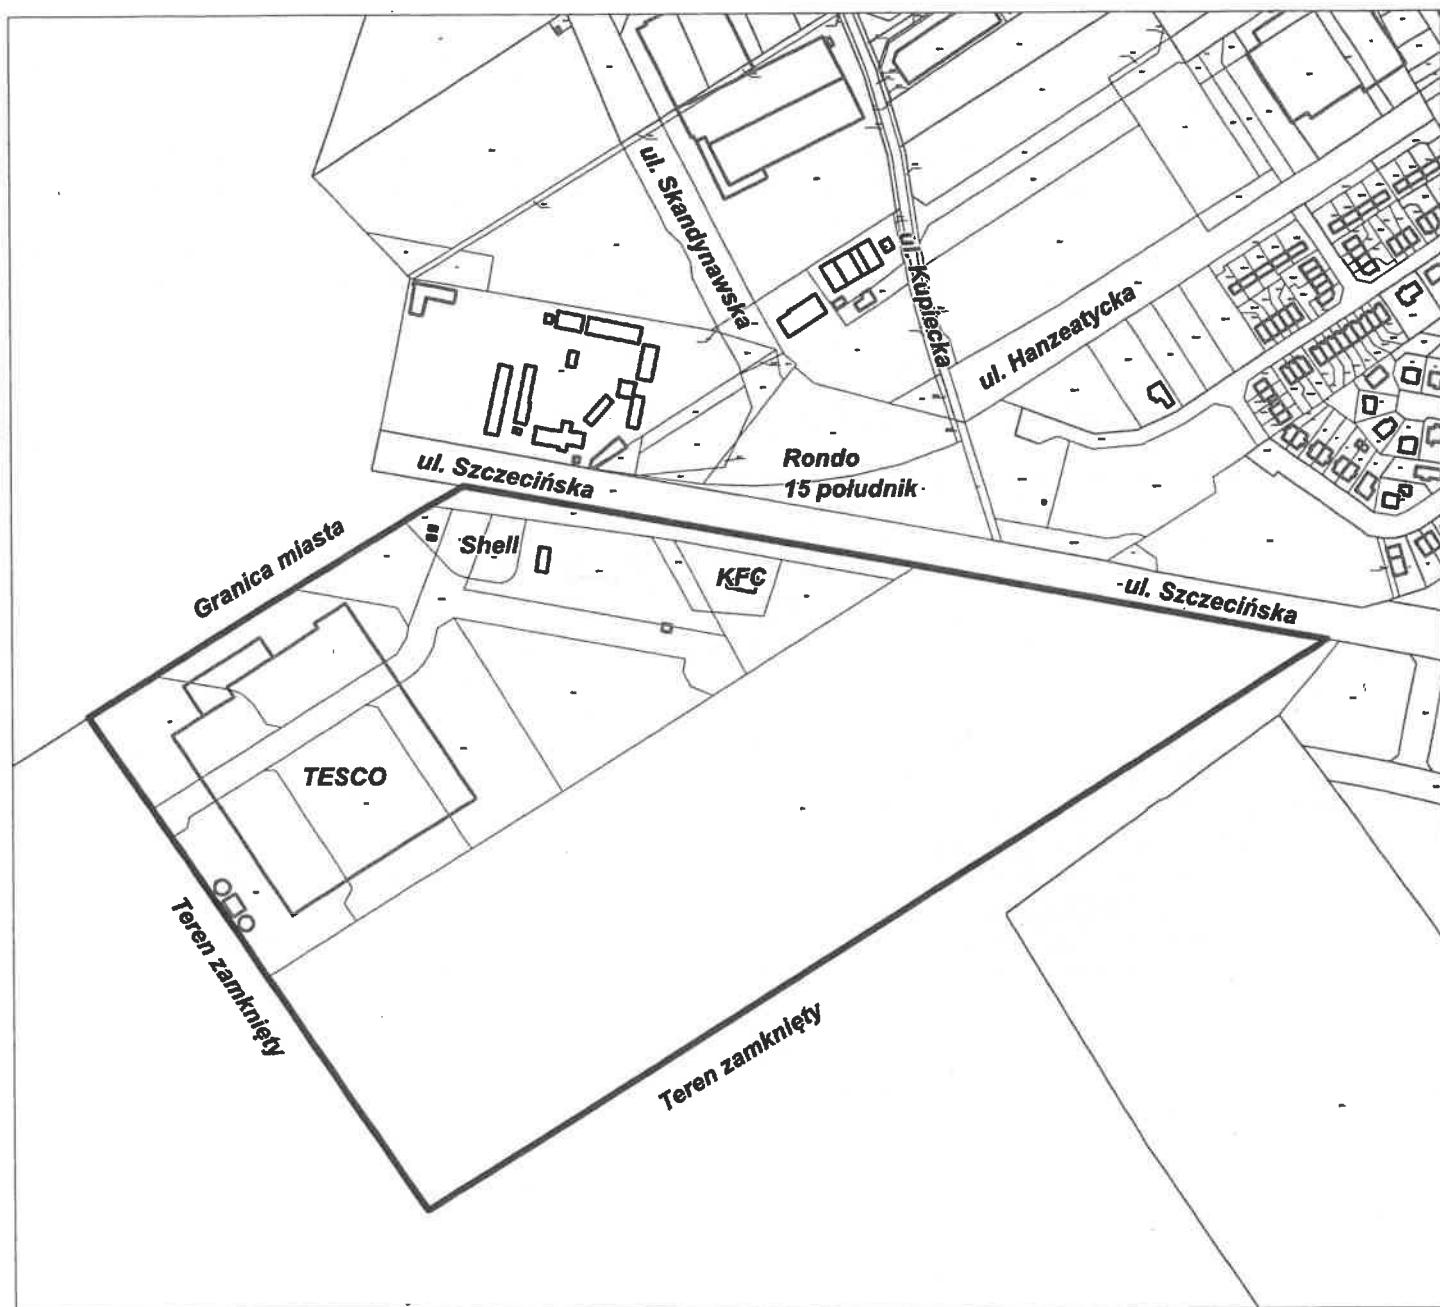 ul. Skandynawska
ul. Kupiecka
ul. Hanzeatycka
ul. Szczecińska
Rondo
15 południk
Granica miasta
Shell
KFC
ul. Szczecińska
TESCO
Teren zamknięty
Teren zamknięty